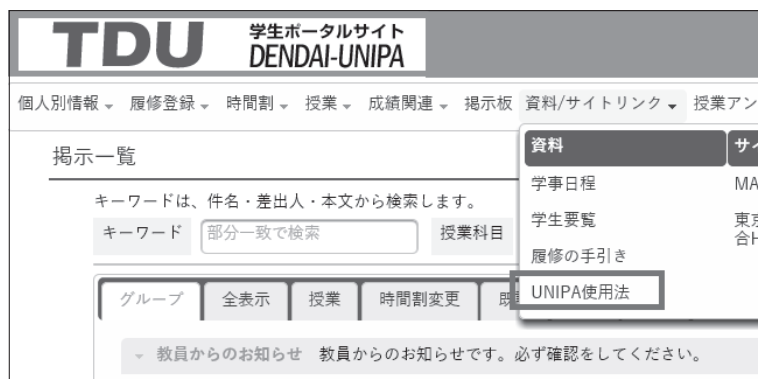 TDU 学生ポータルサイト
DENDAI-UNIPA
個人別情報 履修登録 時間割 授業 成績関連 掲示板 資料/サイトリンク 授業アン
掲示一覧
資料 サイ
学事日程 MA
キーワードは、件名・差出人・本文から検索します。
学生要覧 東京
合H
キーワード 部分一致で検索 授業科目
履修の手引き
UNIPA使用法
グループ 全表示 授業 時間割変更
教員からのお知らせ 教員からのお知らせです。必ず確認をしてください。